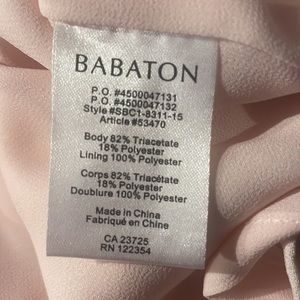 BABATON
P.O. #4500047131
P.O. #4500047132
Style #SBC1-8311-15
Article #53470
Body 82% Triacetate
18% Polyester
Lining 100% Polyester
Corps 82% Triacétate
18% Polyester
Doublure 100% Polyester
Made in China
Fabriqué en Chine
CA 23725
RN 122354